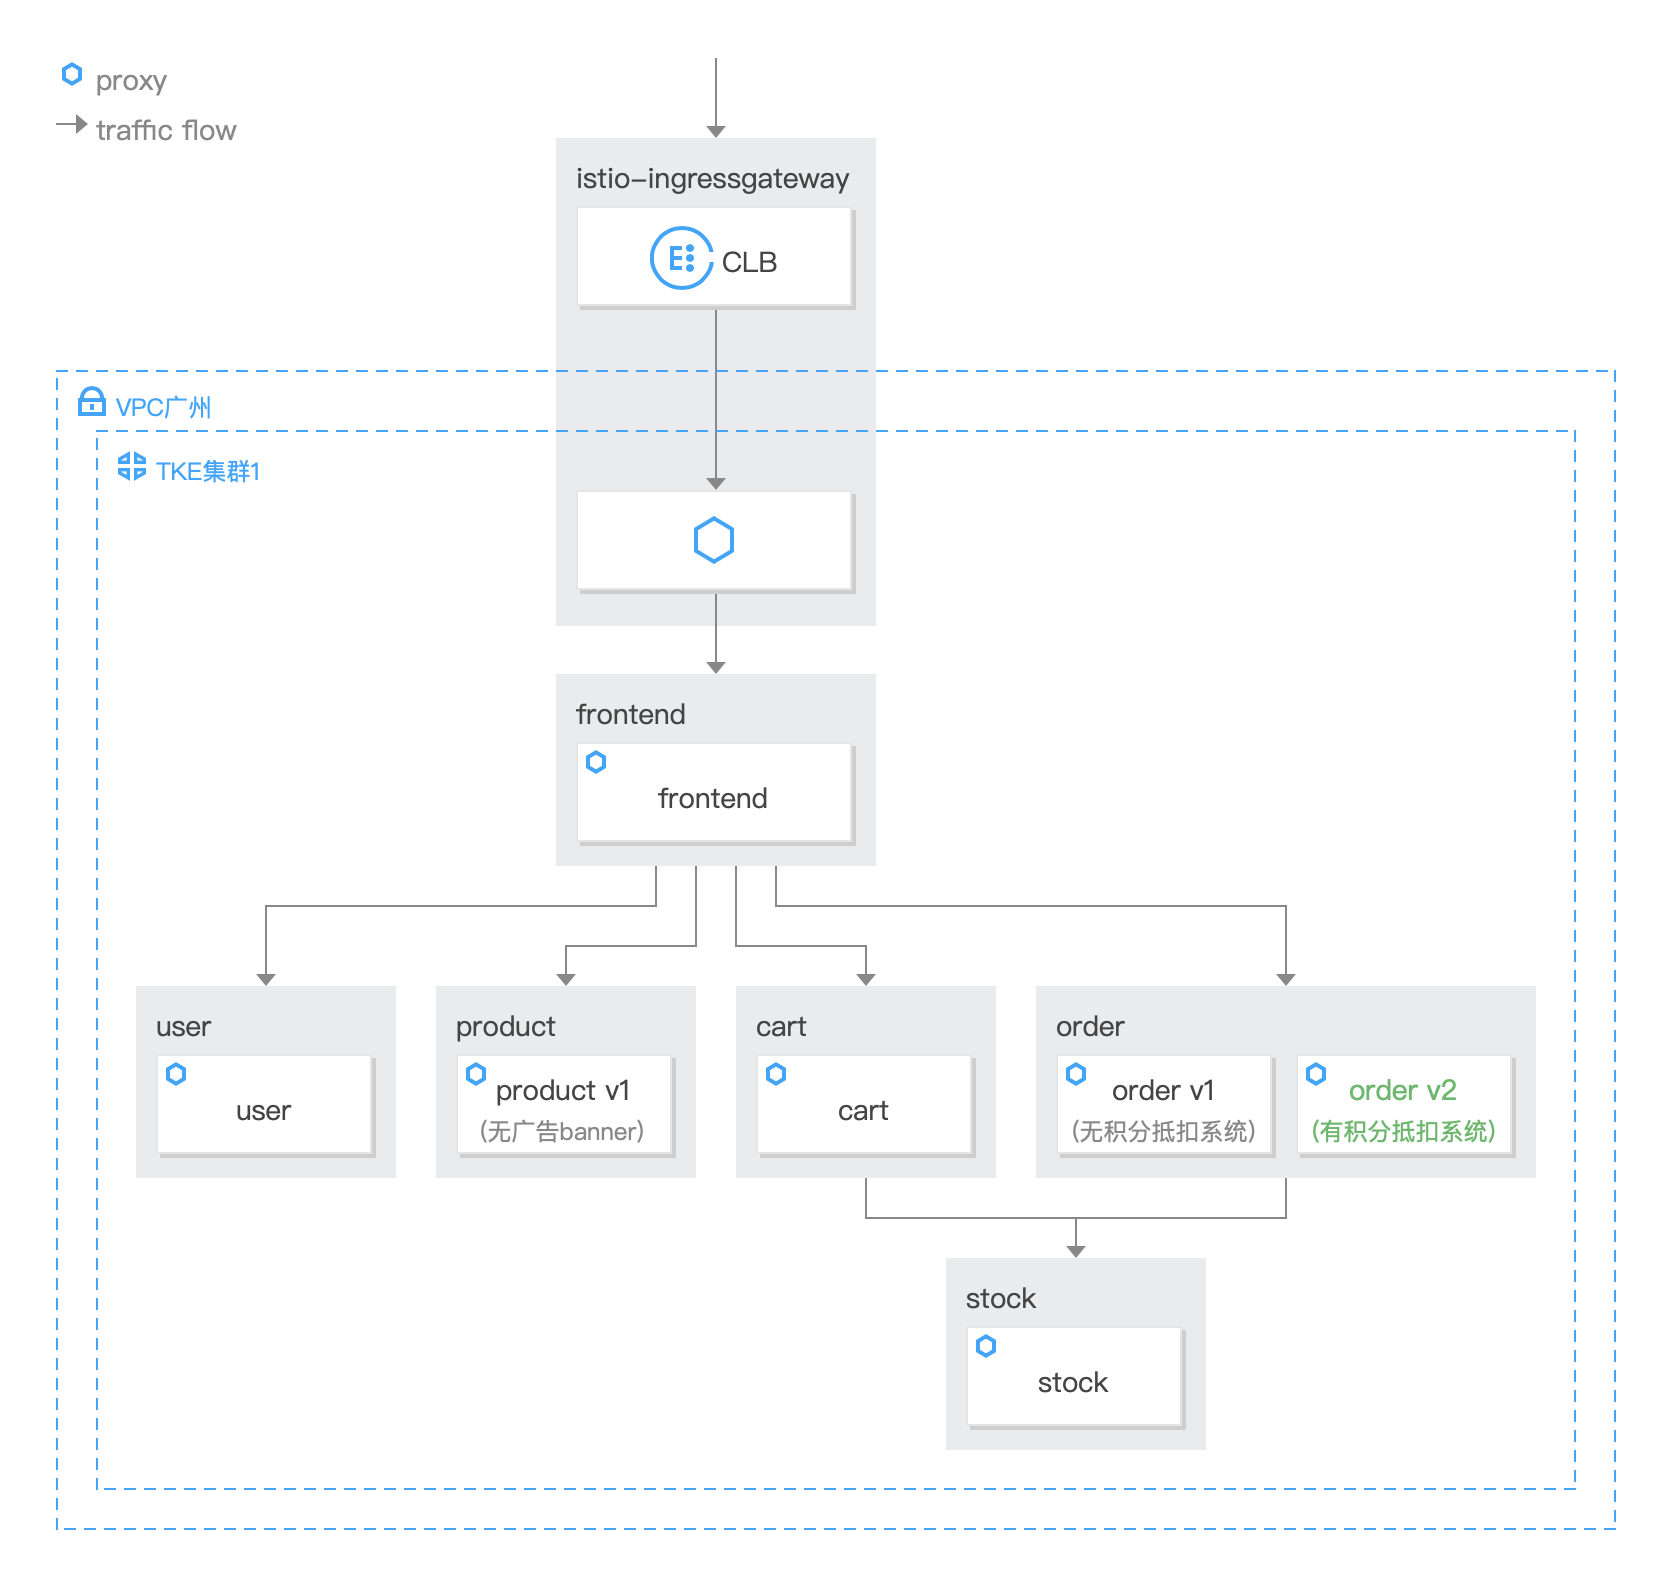 proxy
traffic flow
istio-ingressgateway
CLB
VPC广州
TKE集群1
frontend
frontend
user
user
product
product v1
(无广告banner)
cart
cart
order
order v1
(无积分抵扣系统)
order v2
(有积分抵扣系统)
stock
stock